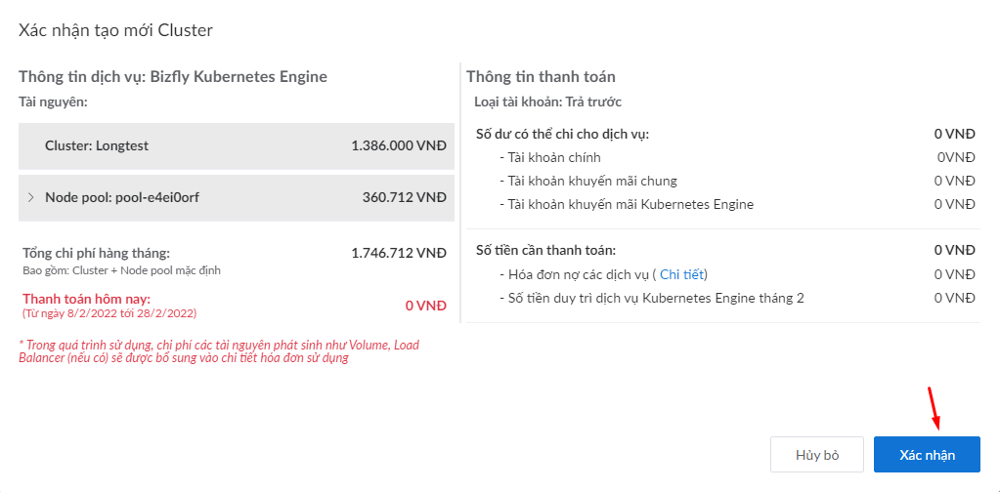 Xác nhận tạo mới Cluster
Thông tin dịch vụ: Bizfly Kubernetes Engine
Tài nguyên:
Cluster: Longtest 1.386.000 VNĐ
Node pool: pool-e4ei0orf 360.712 VNĐ
Tổng chi phí hàng tháng: 1.746.712 VNĐ
Bao gồm: Cluster + Node pool mặc định
Thanh toán hôm nay: 0 VNĐ
(Từ ngày 8/2/2022 tới 28/2/2022)
* Trong quá trình sử dụng, chi phí các tài nguyên phát sinh như Volume, Load
Balancer (nếu có) sẽ được bổ sung vào chi tiết hóa đơn sử dụng
Thông tin thanh toán
Loại tài khoản: Trả trước
Số dư có thể chi cho dịch vụ: 0 VNĐ
- Tài khoản chính 0VNĐ
- Tài khoản khuyến mãi chung 0 VNĐ
- Tài khoản khuyến mãi Kubernetes Engine 0 VNĐ
Số tiền cần thanh toán: 0 VNĐ
- Hóa đơn nợ các dịch vụ ( Chi tiết) 0 VNĐ
- Số tiền duy trì dịch vụ Kubernetes Engine tháng 2 0 VNĐ
Hủy bỏ
Xác nhận